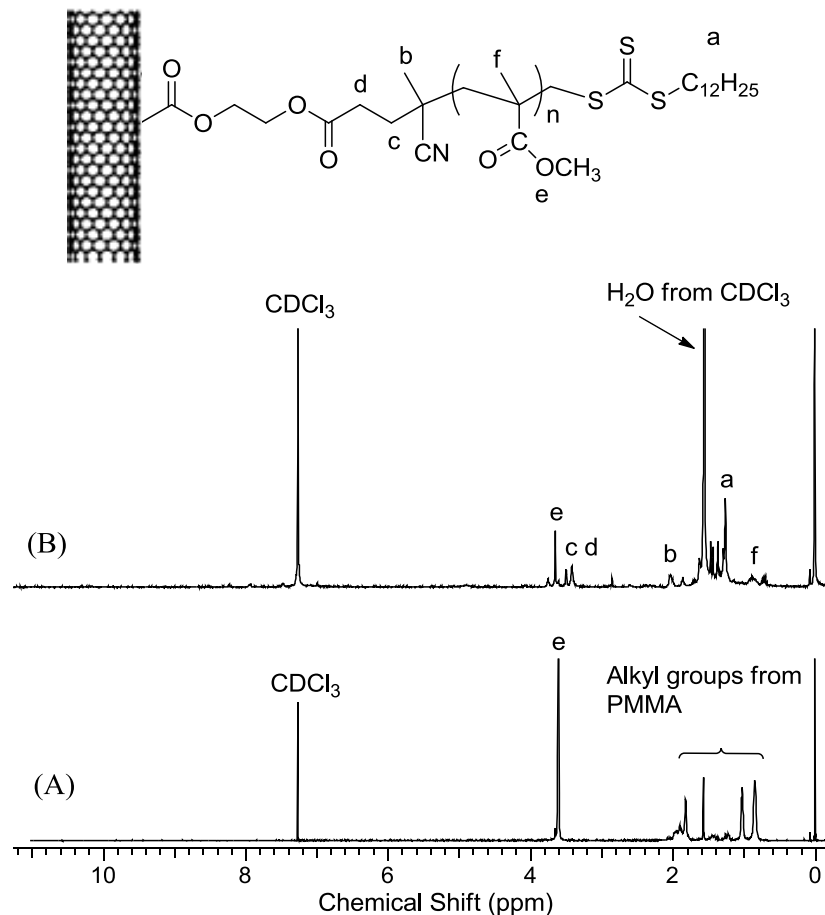 a
b
f
S
O
d
O
S
S
C₁₂H₂₅
n
O
c
CN
O
C
O
OCH₃
e
CDCl₃
H₂O from CDCl₃
a
e
(B)
c d
b
f
e
CDCl₃
Alkyl groups from
PMMA
(A)
10 8 6 4 2 0
Chemical Shift (ppm)